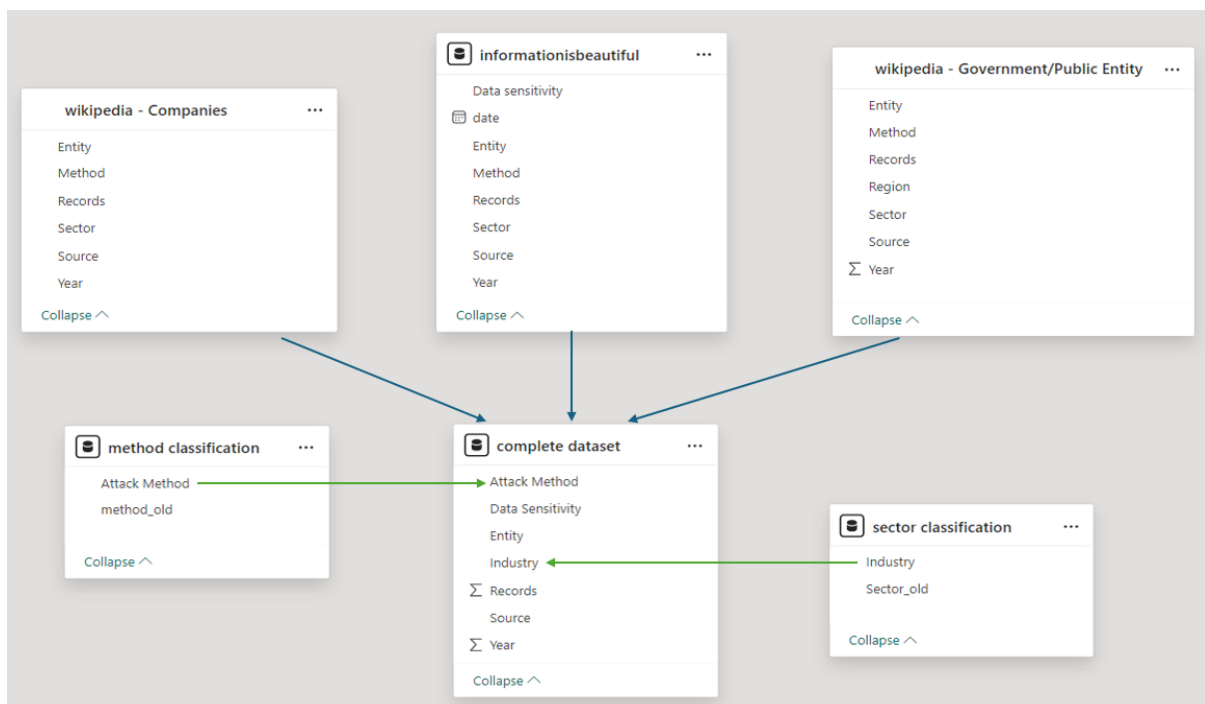 wikipedia - Companies
...
Entity
Method
Records
Sector
Source
Year
Collapse
informationisbeautiful
...
Data sensitivity
date
Entity
Method
Records
Sector
Source
Year
Collapse
wikipedia - Government/Public Entity
...
Entity
Method
Records
Region
Sector
Source
Σ Year
Collapse
method classification
...
Attack Method
method_old
Collapse
complete dataset
...
Attack Method
Data Sensitivity
Entity
Industry
Σ Records
Source
Σ Year
Collapse
sector classification
...
Industry
Sector_old
Collapse